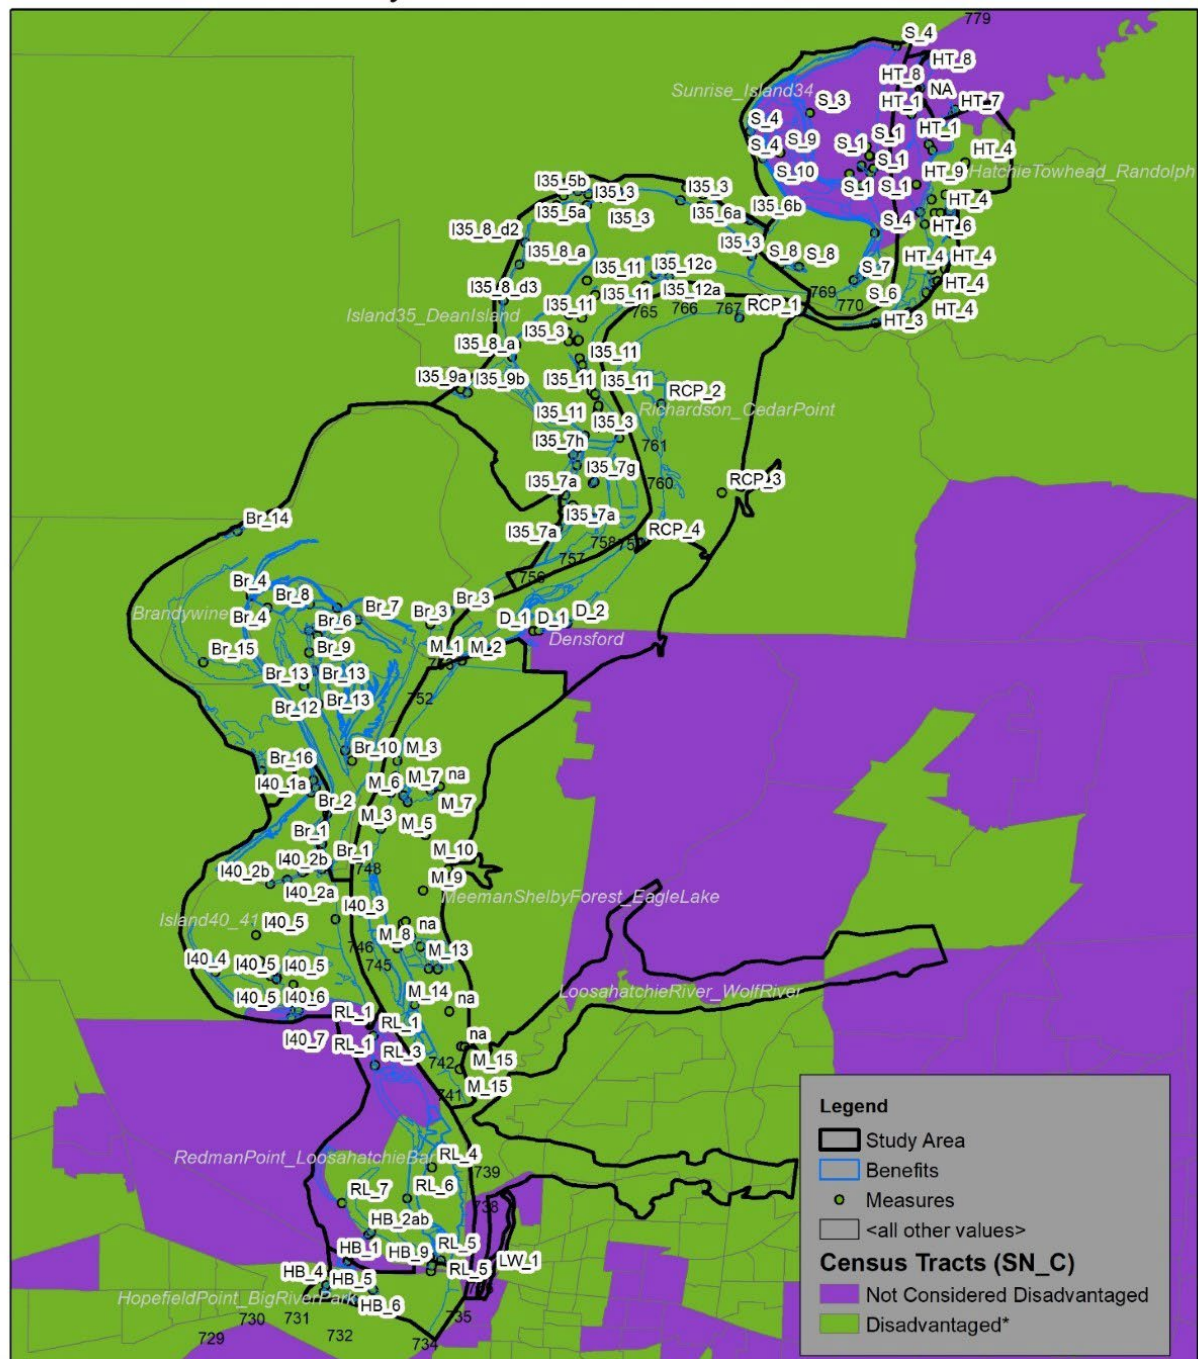 779
S_4
HT_8
HT_8
Sunrise_Island34
NA
S_3
HT_1
HT_7
S_4
HT_1
S_9
S_1
S_1
S_4
HT_4
S_1
S_10
HT_9
HatchieTowhead_Randolph
S_1
S_1
I35_5b
I35_3
I35_3
HT_4
I35_6b
I35_5a
I35_3
I35_6a
S_4
HT_6
I35_8_d2
I35_3
I35_8_a
S_8
S_8
HT_4
HT_4
I35_11
I35_12c
S_7
HT_4
I35_8_d3
I35_11
I35_12a
769
S_6
770
I35_11
765
766
767
RCP_1
HT_4
Island35_DeanIsland
HT_3
I35_3
I35_8_a
I35_11
I35_9a
I35_9b
I35_11
I35_11
RCP_2
Richardson_CedarPoint
I35_11
I35_3
I35_7h
761
I35_7g
I35_7a
760
RCP_3
I35_7a
Br_14
I35_7a
RCP_4
758
757
756
Br_4
Br_8
Br_7
Br_3
Br_3
Brandywine
Br_4
Br_6
D_1
D_1
D_2
Br_9
M_1
M_2
Densford
Br_15
Br_13
Br_13
752
Br_12
Br_13
Br_10
M_3
Br_16
M_7
na
I40_1a
M_6
Br_2
M_7
M_3
M_5
Br_1
Br_1
M_10
I40_2b
I40_2b
748
M_9
I40_2a
MeemanShelbyForest_EagleLake
I40_3
Island40_41
I40_5
na
M_8
746
M_13
I40_4
I40_5
I40_5
745
LoosahatchieRiver_WolfRiver
I40_5
I40_6
M_14
na
RL_1
RL_1
I40_7
RL_1
na
RL_3
742
M_15
M_15
741
RedmanPoint_LoosahatchieBar
RL_4
739
RL_7
RL_6
738
HB_2ab
HB_1
HB_9
RL_5
LW_1
HB_4
HB_5
RL_5
HopefieldPoint_BigRiverPark
HB_6
730
731
735
729
732
734
Legend
Study Area
Benefits
Measures
<all other values>
Census Tracts (SN_C)
Not Considered Disadvantaged
Disadvantaged*